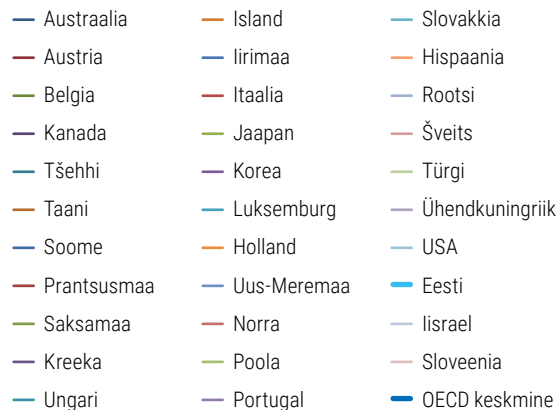 Austraalia
Austria
Belgia
Kanada
Tšehhi
Taani
Soome
Prantsusmaa
Saksamaa
Kreeka
Ungari
Island
Iirimaa
Itaalia
Jaapan
Korea
Luksemburg
Holland
Uus-Meremaa
Norra
Poola
Portugal
Slovakkia
Hispaania
Rootsi
Šveits
Türgi
Ühendkuningriik
USA
Eesti
Iisrael
Sloveenia
OECD keskmine